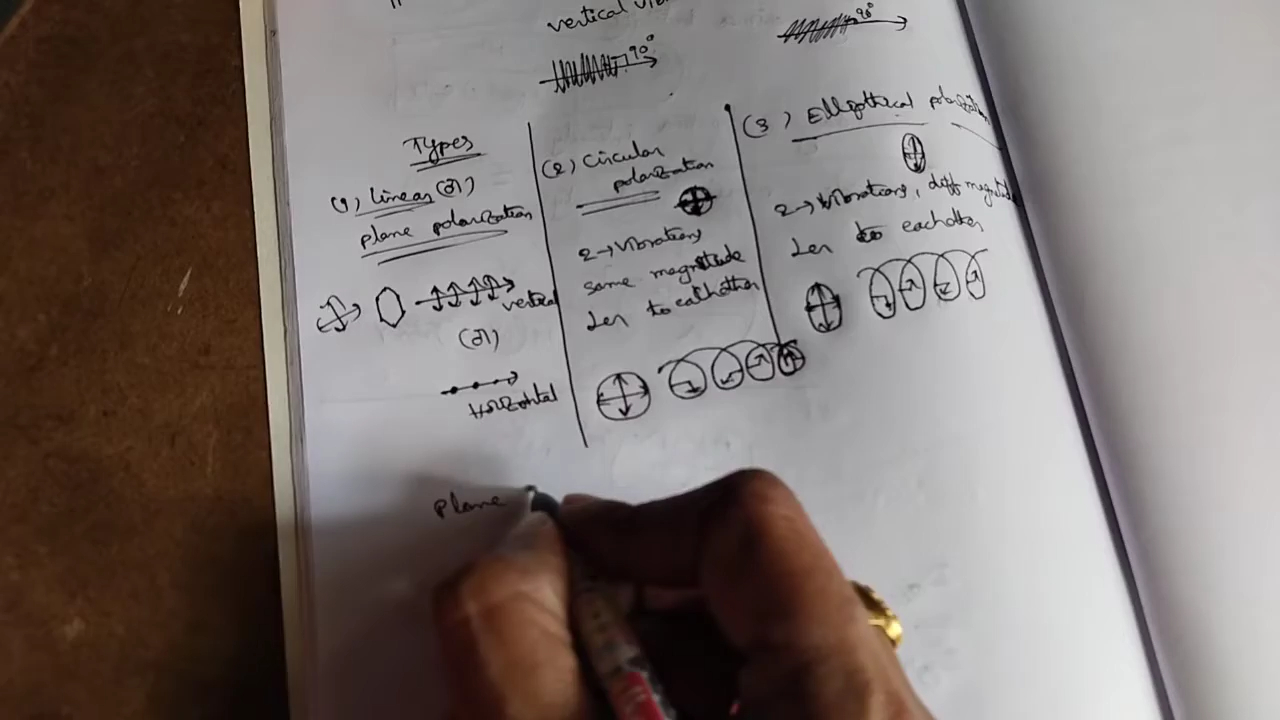 vertical
90°
90°
Types
(1) linear (or)
plane polarization
vertical
(or)
Horizontal
(2) Circular
polarization
2→Vibrations
same magnitude
Ler to eachother
(3) Ellipthical polarization
2→Vibrations, diff magnitude
Ler to eachother
plane